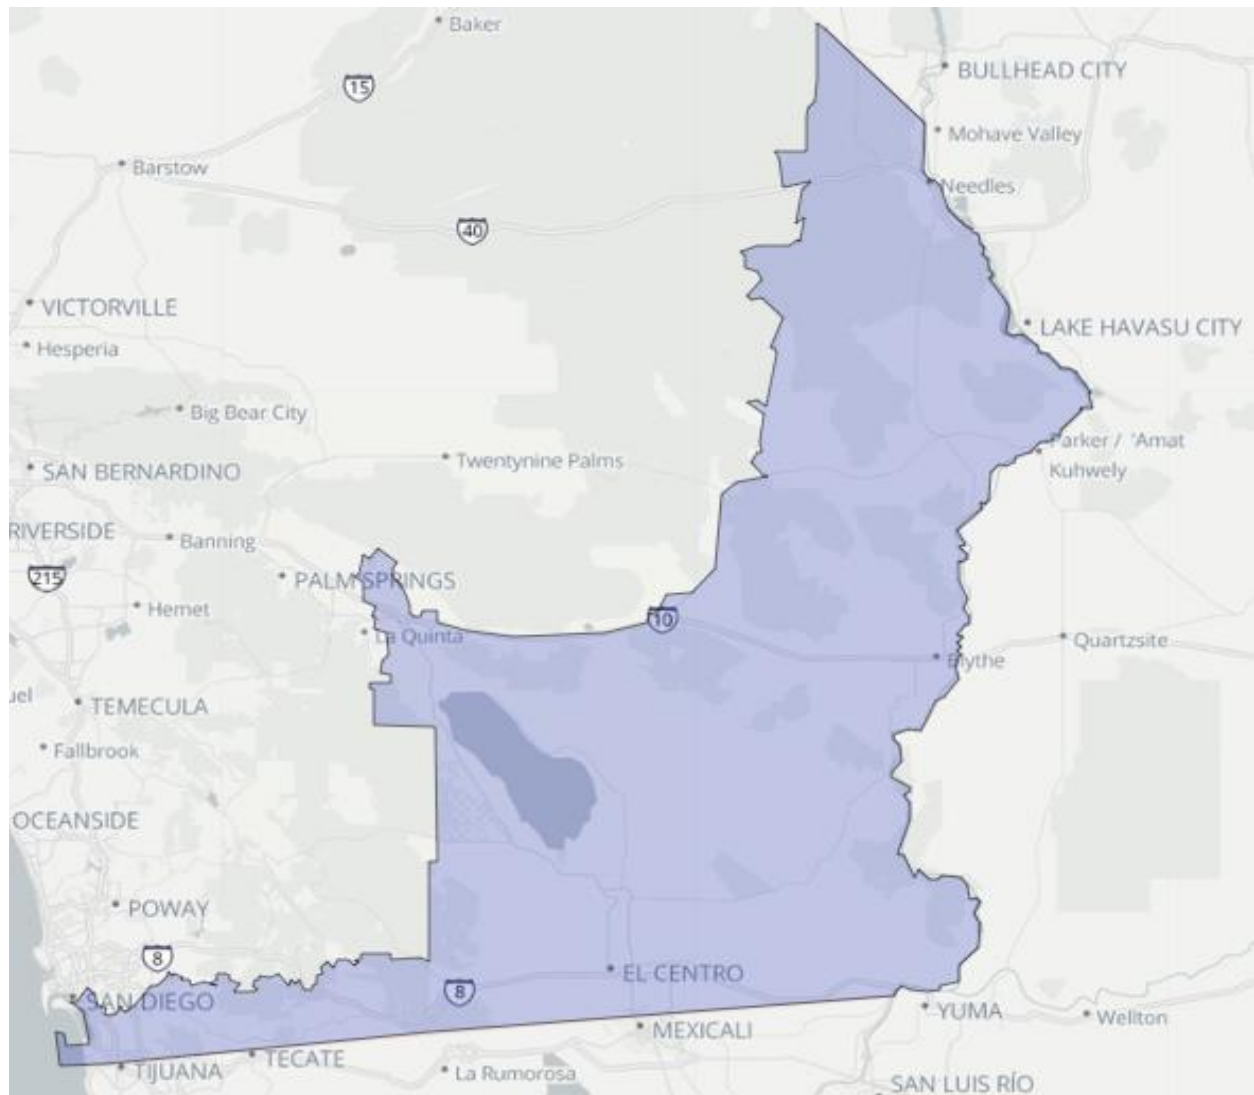 Baker
15
BULLHEAD CITY
Mohave Valley
Barstow
Needles
40
VICTORVILLE
LAKE HAVASU CITY
Hesperia
Big Bear City
Parker / 'Amat
Kuhwely
Twentynine Palms
SAN BERNARDINO
RIVERSIDE
Banning
215
PALM SPRINGS
Hemet
10
La Quinta
Quartzsite
Blythe
uel
TEMECULA
Fallbrook
OCEANSIDE
POWAY
8
EL CENTRO
8
SAN DIEGO
YUMA
Wellton
MEXICALI
TECATE
TIJUANA
La Rumorosa
SAN LUIS RÍO